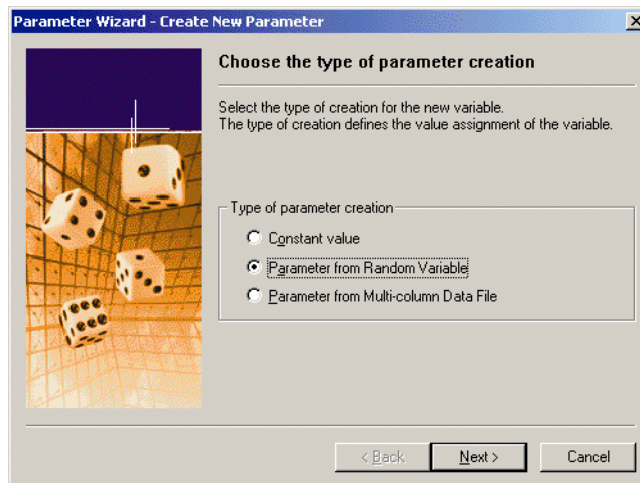 Parameter Wizard - Create New Parameter
Choose the type of parameter creation
Select the type of creation for the new variable.
The type of creation defines the value assignment of the variable.
Type of parameter creation
Constant value
Parameter from Random Variable
Parameter from Multi-column Data File
< Back
Next >
Cancel